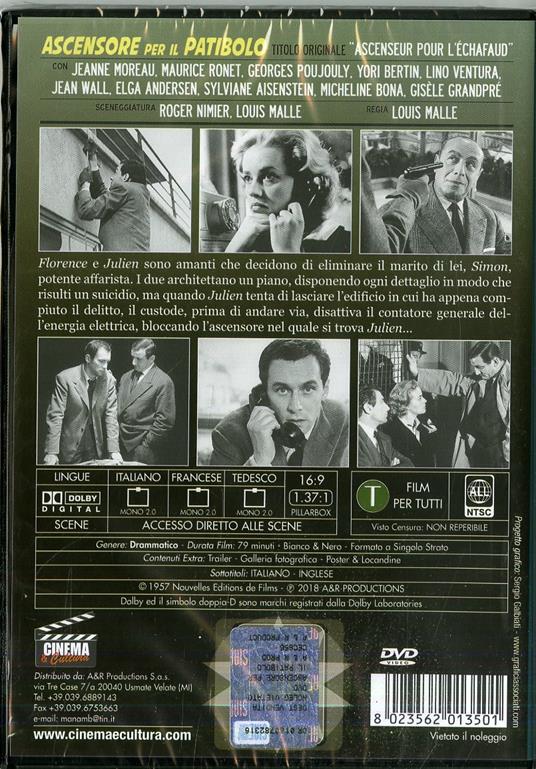 ASCENSORE PER IL PATIBOLO TITOLO ORIGINALE "ASCENSEUR POUR L'ÉCHAFAUD"
CON JEANNE MOREAU, MAURICE RONET, GEORGES POUJOULY, YORI BERTIN, LINO VENTURA,
JEAN WALL, ELGA ANDERSEN, SYLVIANE AISENSTEIN, MICHELINE BONA, GISÈLE GRANDPRÉ
SCENEGGIATURA ROGER NIMIER, LOUIS MALLE REGIA LOUIS MALLE
Florence e Julien sono amanti che decidono di eliminare il marito di lei, Simon,
potente affarista. I due architettano un piano, disponendo ogni dettaglio in modo che
risulti un suicidio, ma quando Julien tenta di lasciare l'edificio in cui ha appena com-
piuto il delitto, il custode, prima di andare via, disattiva il contatore generale del-
l'energia elettrica, bloccando l'ascensore nel quale si trova Julien...
LINGUE ITALIANO FRANCESE TEDESCO 16:9
MONO 2.0 MONO 2.0 MONO 2.0 1.37:1
PILLARBOX
DOLBY
DIGITAL
SCENE ACCESSO DIRETTO ALLE SCENE
T FILM
PER TUTTI
ALL
NTSC
Visto Censura: NON REPERIBILE
Genere: Drammatico - Durata Film: 79 minuti - Bianco & Nero - Formato a Singolo Strato
Contenuti Extra: Trailer - Galleria fotografica - Poster & Locandine
Sottotitoli: ITALIANO - INGLESE
© 1957 Nouvelles Editions de Films - ℗ 2018 A&R PRODUCTIONS
Dolby ed il simbolo doppia-D sono marchi registrati dalla Dolby Laboratories
Progetto grafico: Sergio Galbiati - www.graficiassociati.com
CINEMA
& Cultura
Distribuito da: A&R Productions S.a.s.
via Tre Case 7/a 20040 Usmate Velate (MI)
Tel. +39.039.6889143
Fax +39.039.6753663
e-mail: manamb@tin.it
www.cinemaecultura.com
DVD
VIDEO
8 023562 013501
Vietato il noleggio